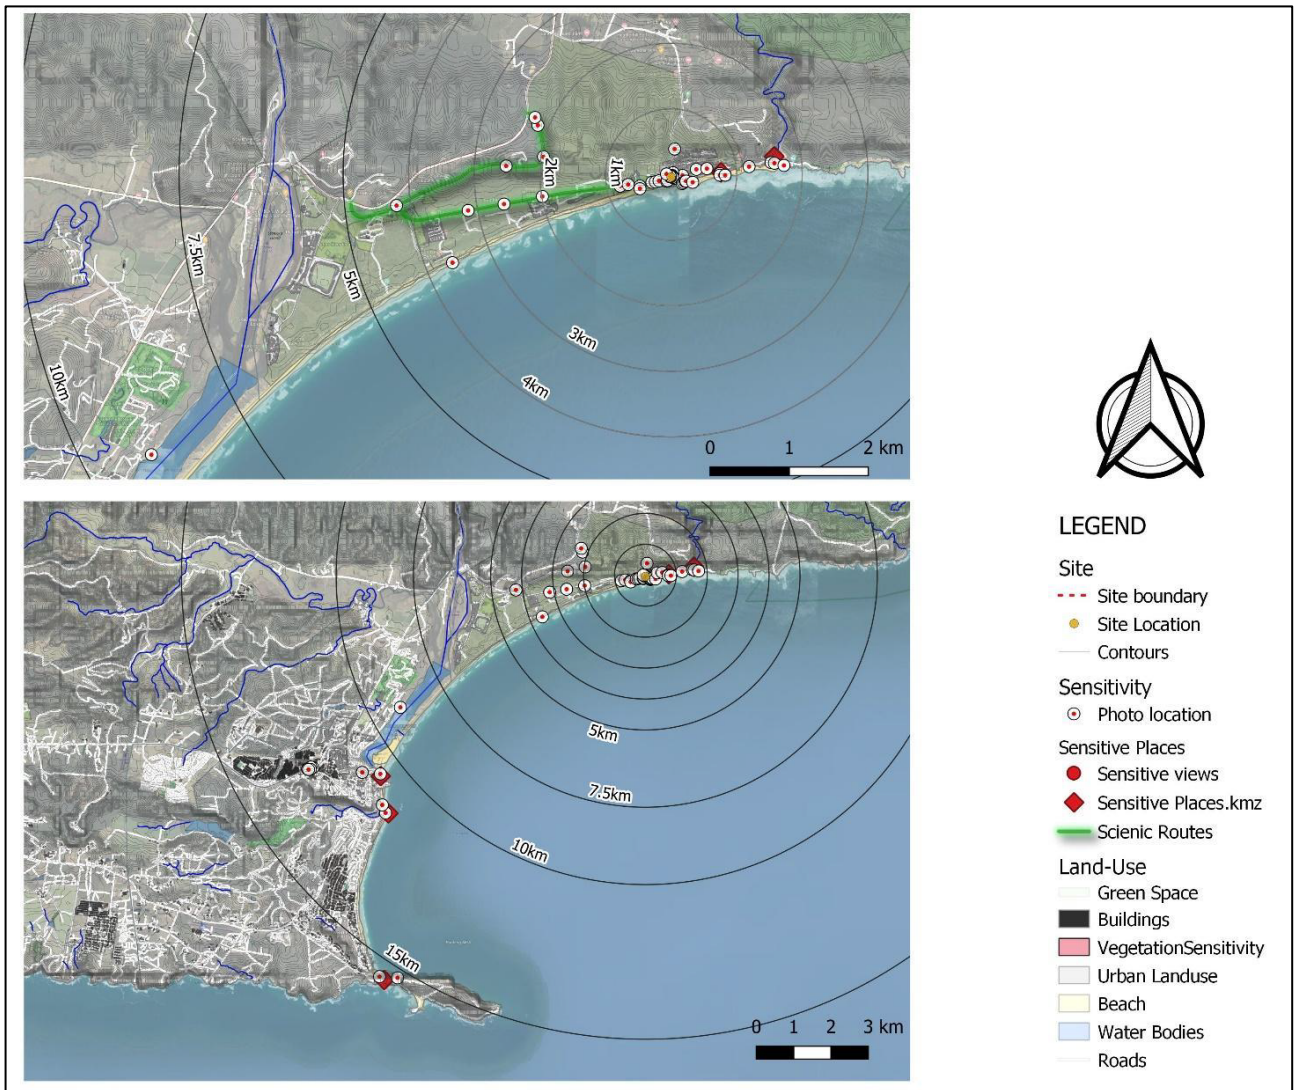 2km
1km
7.5km
5km
3km
10km
4km
0 1 2 km
5km
7.5km
10km
15km
0 1 2 3 km
LEGEND
Site
Site boundary
Site Location
Contours
Sensitivity
Photo location
Sensitive Places
Sensitive views
Sensitive Places.kmz
Scienic Routes
Land-Use
Green Space
Buildings
VegetationSensitivity
Urban Landuse
Beach
Water Bodies
Roads